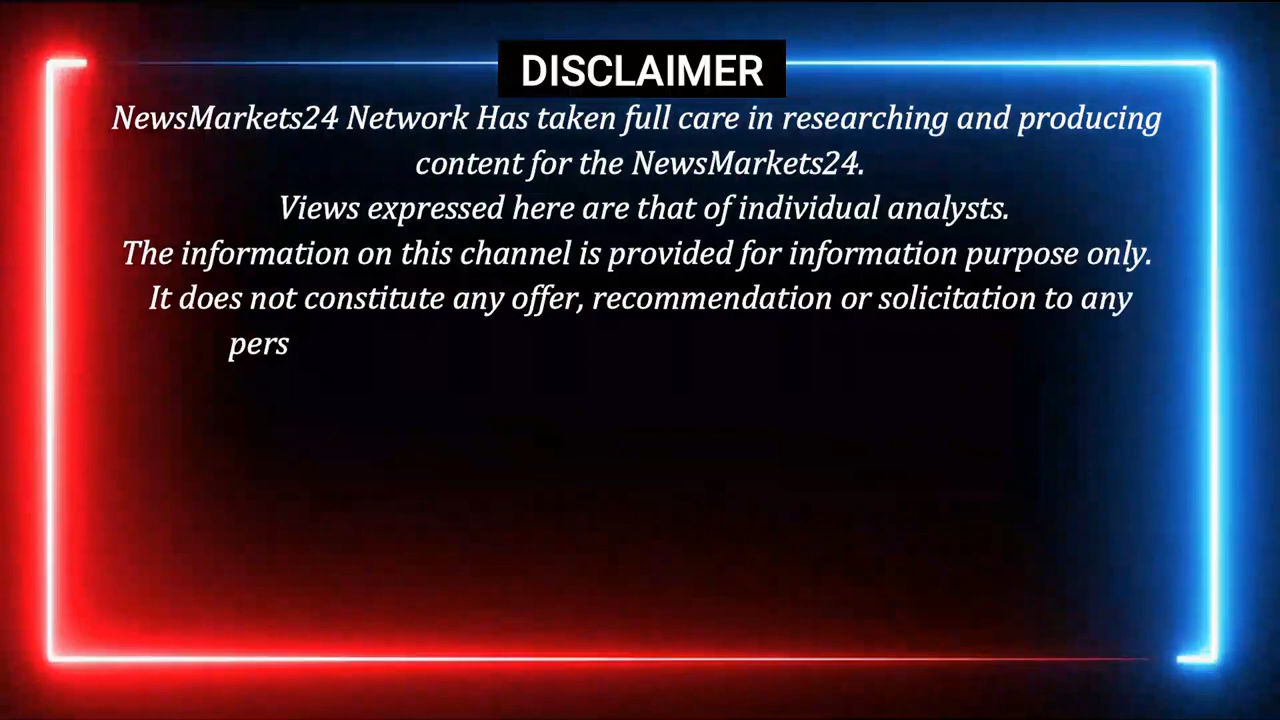 DISCLAIMER
NewsMarkets24 Network Has taken full care in researching and producing
content for the NewsMarkets24.
Views expressed here are that of individual analysts.
The information on this channel is provided for information purpose only.
It does not constitute any offer, recommendation or solicitation to any
pers